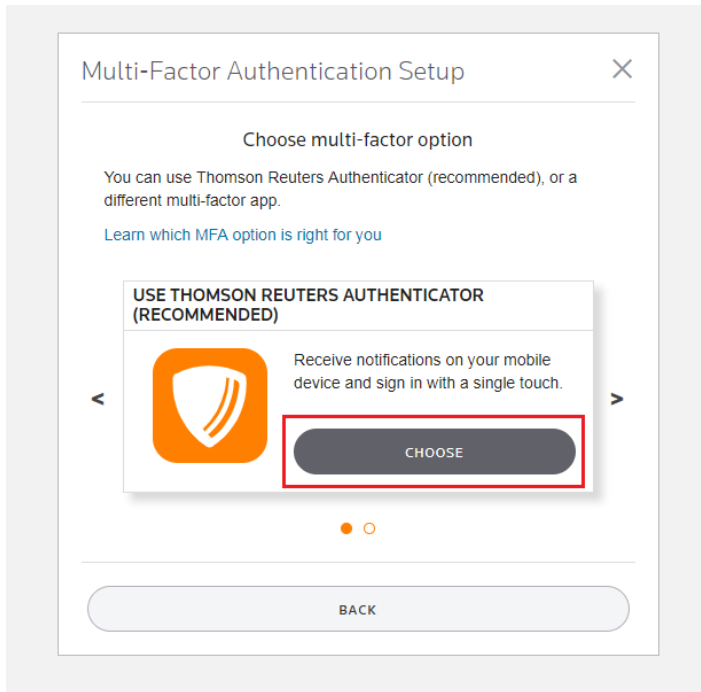 Multi-Factor Authentication Setup
Choose multi-factor option
You can use Thomson Reuters Authenticator (recommended), or a
different multi-factor app.
Learn which MFA option is right for you
USE THOMSON REUTERS AUTHENTICATOR
(RECOMMENDED)
Receive notifications on your mobile
device and sign in with a single touch.
<
>
CHOOSE
BACK